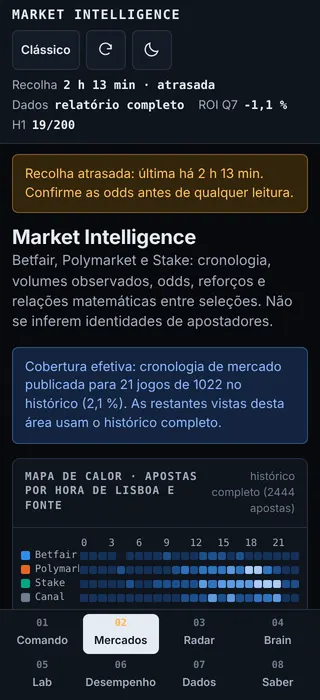 MARKET INTELLIGENCE
Clássico
Recolha 2 h 13 min · atrasada
Dados relatório completo ROI Q7 -1,1 %
H1 19/200
Recolha atrasada: última há 2 h 13 min.
Confirme as odds antes de qualquer leitura.
Market Intelligence
Betfair, Polymarket e Stake: cronologia,
volumes observados, odds, reforços e
relações matemáticas entre seleções. Não
se inferem identidades de apostadores.
Cobertura efetiva: cronologia de mercado
publicada para 21 jogos de 1022 no
histórico (2,1 %). As restantes vistas desta
área usam o histórico completo.
MAPA DE CALOR · APOSTAS
POR HORA DE LISBOA E
FONTE
histórico
completo (2444
apostas)
0 3 6 9 12 15 18 21
Betfair
Polymar
Stake
Canal
01 02 03 04
Comando Mercados Radar Brain
05 06 07 08
Lab Desempenho Dados Saber